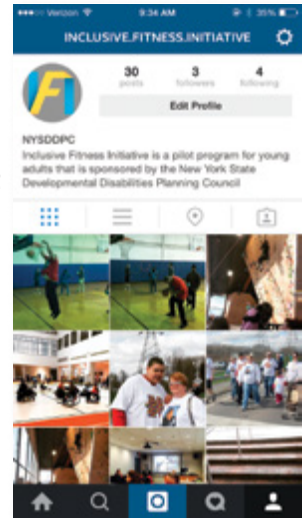 Verizon 9:34 AM 35%
INCLUSIVE.FITNESS.INITIATIVE
30 3 4
posts followers following
Edit Profile
NYSDDPC
Inclusive Fitness Initiative is a pilot program for young
adults that is sponsored by the New York State
Developmental Disabilities Planning Council